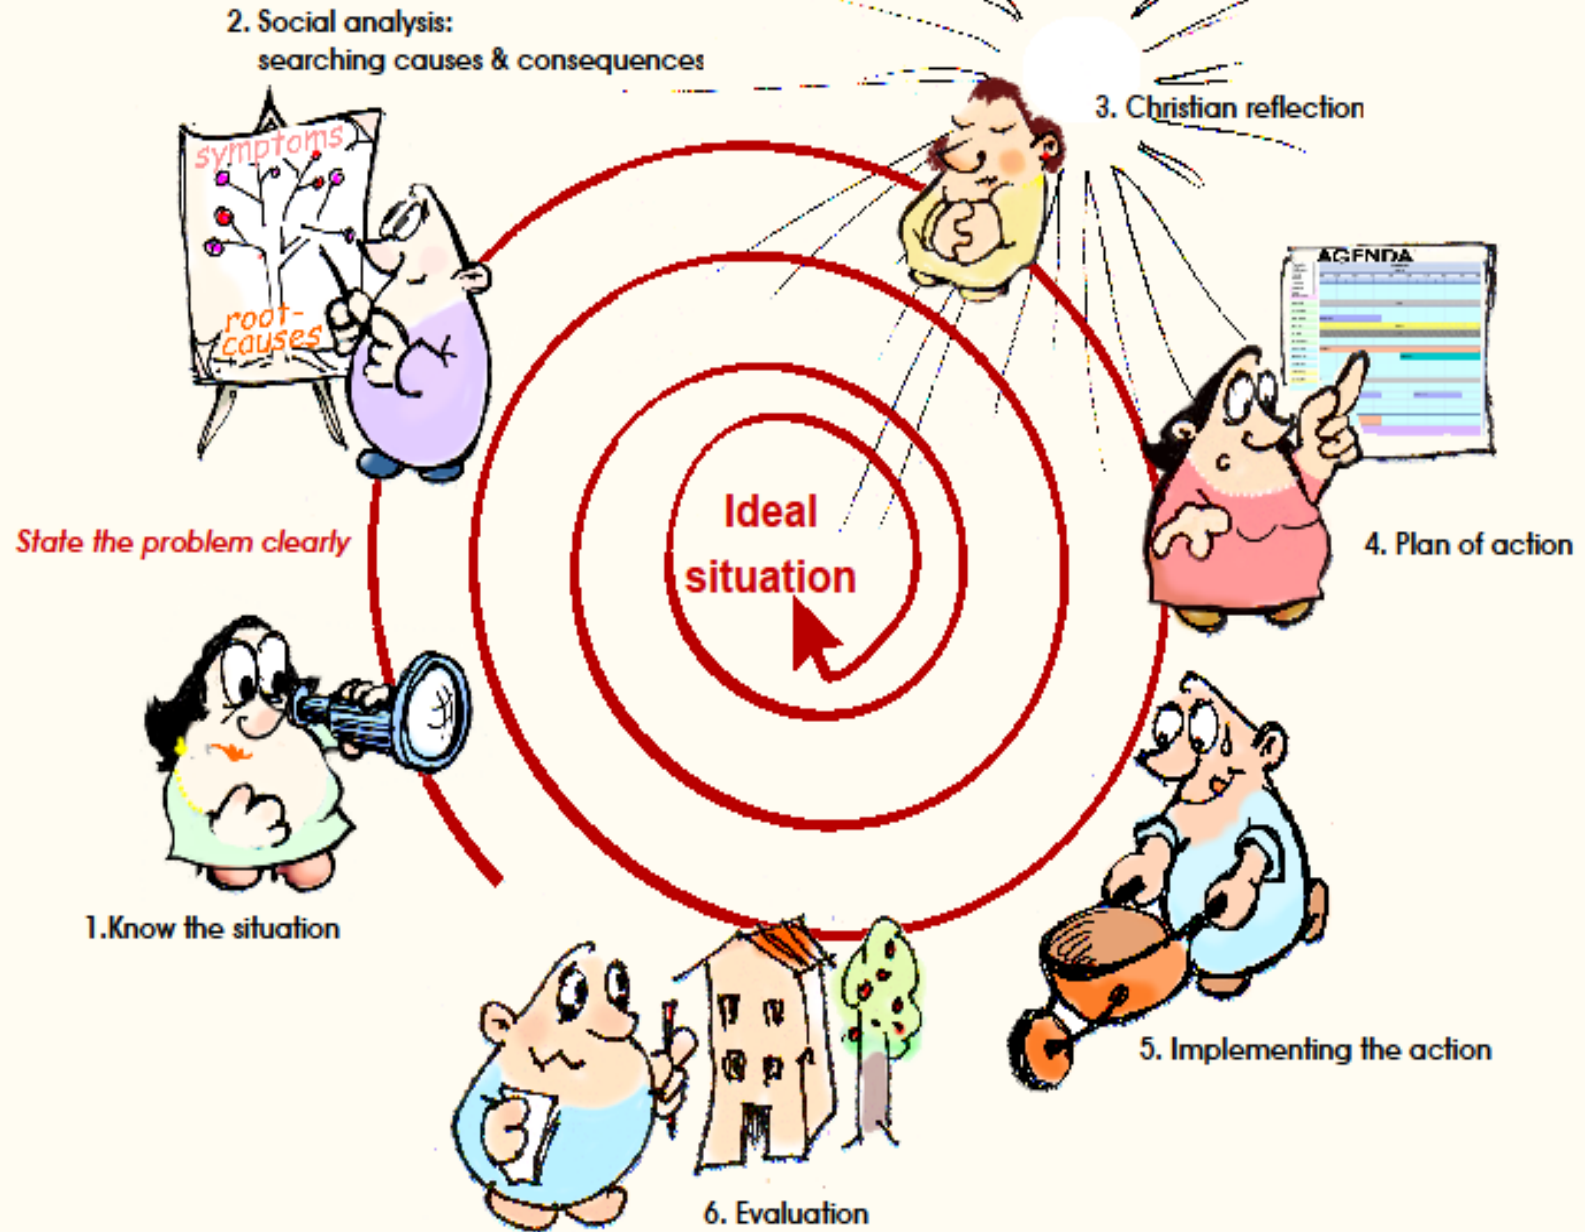 2. Social analysis:
searching causes & consequences
3. Christian reflection
symptoms
root-
causes
AGENDA
State the problem clearly
Ideal
situation
4. Plan of action
1.Know the situation
5. Implementing the action
6. Evaluation